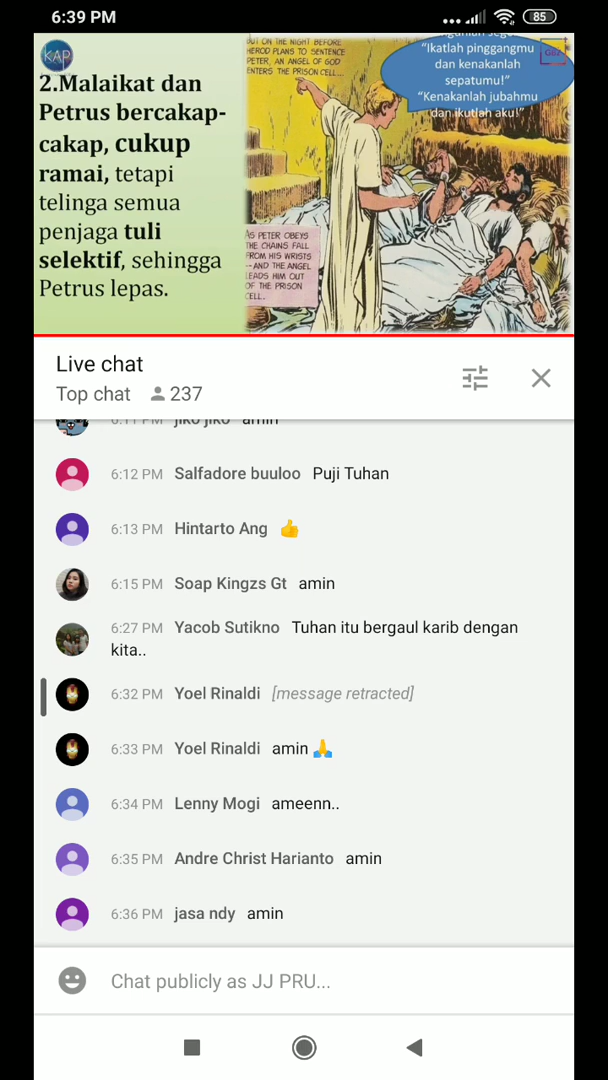 6:39 PM
85
KAP
2.Malaikat dan
Petrus bercakap-
cakap, cukup
ramai, tetapi
telinga semua
penjaga tuli
selektif, sehingga
Petrus lepas.
OUT ON THE NIGHT BEFORE
HEROD PLANS TO SENTENCE
PETER, AN ANGEL OF GOD
ENTERS THE PRISON CELL...
"Ikatlah pinggangmu
dan kenakanlah
sepatumu!"
"Kenakanlah jubahmu
dan ikutlah aku!"
AS PETER OBEYS
THE CHAINS FALL
FROM HIS WRISTS
--AND THE ANGEL
LEADS HIM OUT
OF THE PRISON
CELL..
Live chat
Top chat 237
6:11 PM jiko jiko amin
6:12 PM Salfadore buuloo Puji Tuhan
6:13 PM Hintarto Ang 👍
6:15 PM Soap Kingzs Gt amin
6:27 PM Yacob Sutikno Tuhan itu bergaul karib dengan
kita..
6:32 PM Yoel Rinaldi [message retracted]
6:33 PM Yoel Rinaldi amin 🙏
6:34 PM Lenny Mogi ameenn..
6:35 PM Andre Christ Harianto amin
6:36 PM jasa ndy amin
Chat publicly as JJ PRU...